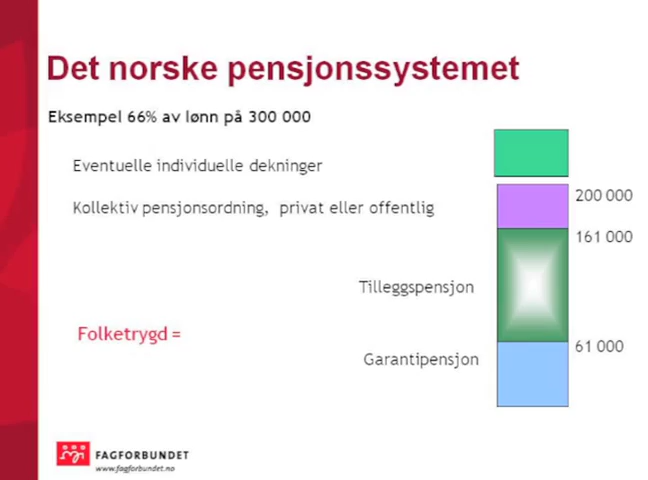 Det norske pensjonssystemet
Eksempel 66% av lønn på 300 000
Eventuelle individuelle dekninger
200 000
Kollektiv pensjonsordning, privat eller offentlig
161 000
Tilleggspensjon
Folketrygd =
61 000
Garantipensjon
FAGFORBUNDET
www.fagforbundet.no